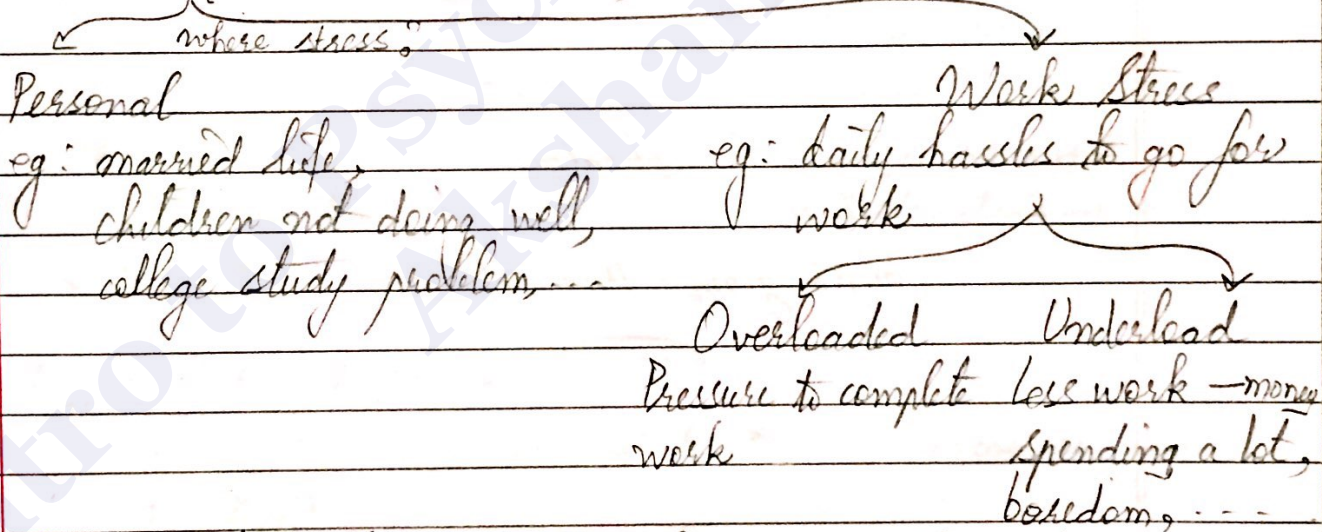 where stress?
Personal
eg: married life,
children not doing well,
college study problem, ...
Work Stress
eg: daily hassles to go for
work
Overloaded
Pressure to complete
work
Underload
Less work — money
spending a lot,
boredom, ....